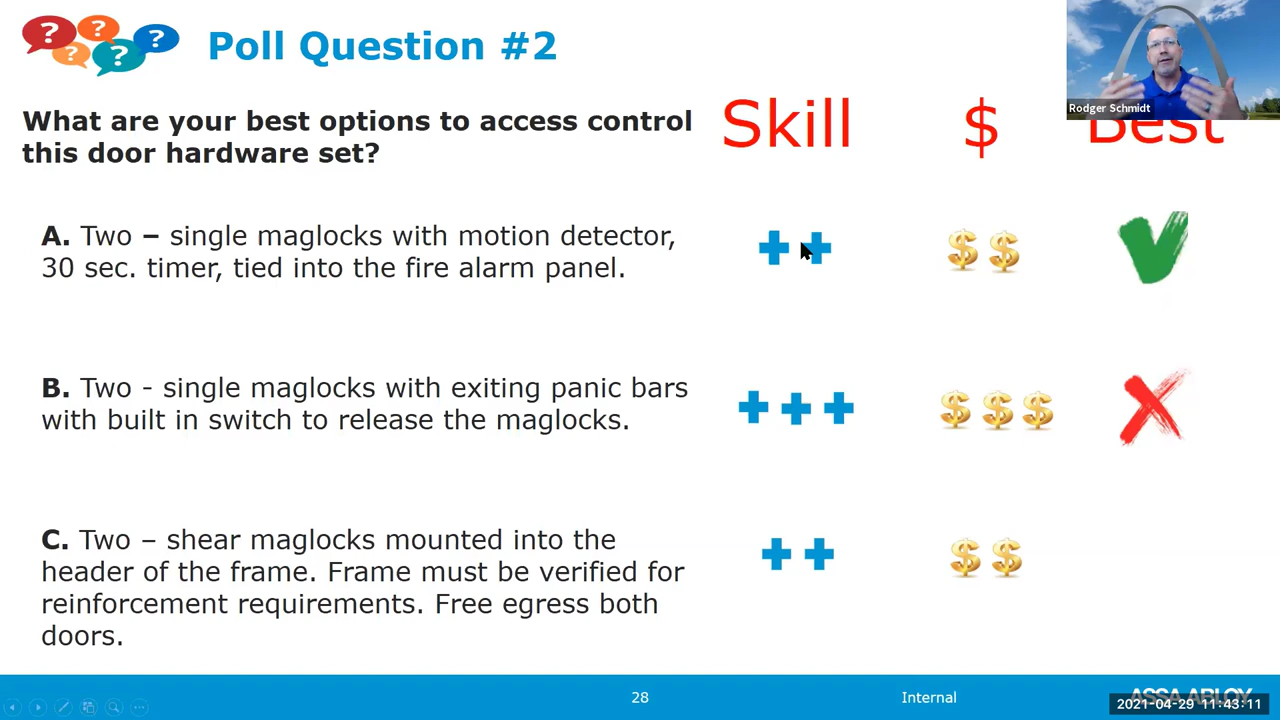 Poll Question #2
Rodger Schmidt
What are your best options to access control
this door hardware set?
Skill
$
Best
A. Two – single maglocks with motion detector,
30 sec. timer, tied into the fire alarm panel.
B. Two - single maglocks with exiting panic bars
with built in switch to release the maglocks.
C. Two – shear maglocks mounted into the
header of the frame. Frame must be verified for
reinforcement requirements. Free egress both
doors.
28
Internal
ASSA ABLOY
2021-04-29 11:43:11